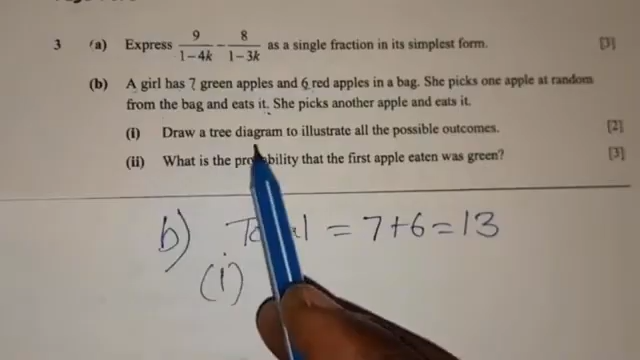 3 (a) Express 9/(1 – 4k) – 8/(1 – 3k) as a single fraction in its simplest form. [3]
(b) A girl has 7 green apples and 6 red apples in a bag. She picks one apple at random
from the bag and eats it. She picks another apple and eats it.
(i) Draw a tree diagram to illustrate all the possible outcomes. [2]
(ii) What is the probability that the first apple eaten was green? [3]
b) Total = 7+6=13
(i)